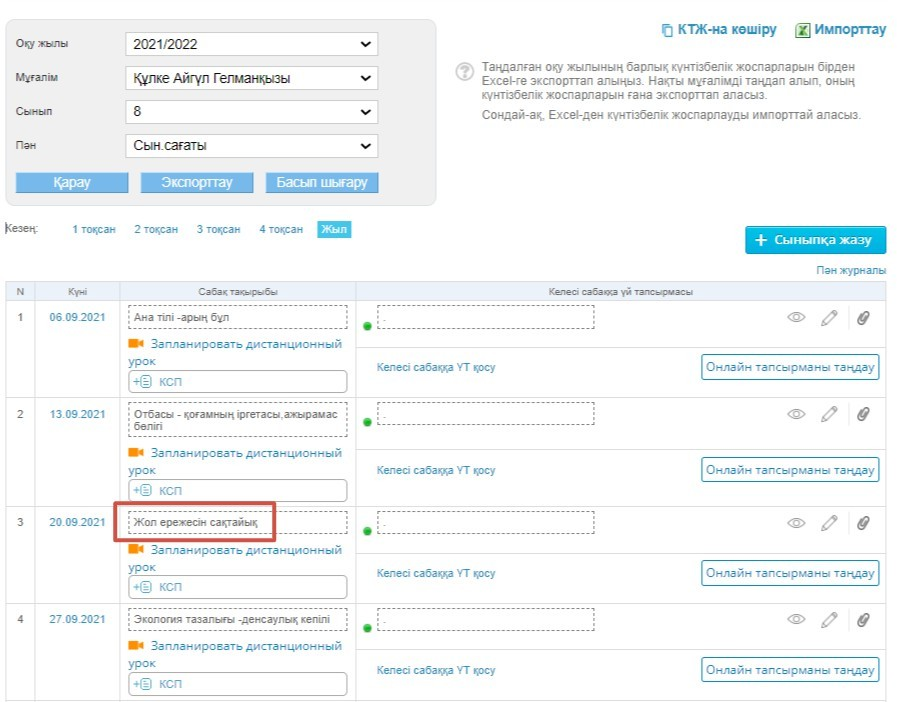 Оқу жылы 2021/2022
Мұғалім Құлке Айгүл Гелманқызы
Сынып 8
Пән Сын.сағаты
Қарау Экспорттау Басып шығару
КТЖ-на көшіру Импорттау
Таңдалған оқу жылының барлық күнтізбелік жоспарларын бірден
Excel-ге экспорттап алыңыз. Нақты мұғалімді таңдап алып, оның
күнтізбелік жоспарларын ғана экспорттап аласыз.
Сондай-ақ, Excel-ден күнтізбелік жоспарлауды импорттай аласыз.
Кезең: 1 тоқсан 2 тоқсан 3 тоқсан 4 тоқсан Жыл
+ Сыныпқа жазу
Пән журналы
N Күні Сабақ тақырыбы Келесі сабаққа үй тапсырмасы
1 06.09.2021 Ана тілі -арың бұл .
Запланировать дистанционный
урок
Келесі сабаққа ҮТ қосу Онлайн тапсырманы таңдау
+ КСП
2 13.09.2021 Отбасы - қоғамның іргетасы,ажырамас .
бөлігі
Запланировать дистанционный
урок
Келесі сабаққа ҮТ қосу Онлайн тапсырманы таңдау
+ КСП
3 20.09.2021 Жол ережесін сақтайық .
Запланировать дистанционный
урок
Келесі сабаққа ҮТ қосу Онлайн тапсырманы таңдау
+ КСП
4 27.09.2021 Экология тазалығы -денсаулық кепілі .
Запланировать дистанционный
урок
Келесі сабаққа ҮТ қосу Онлайн тапсырманы таңдау
+ КСП